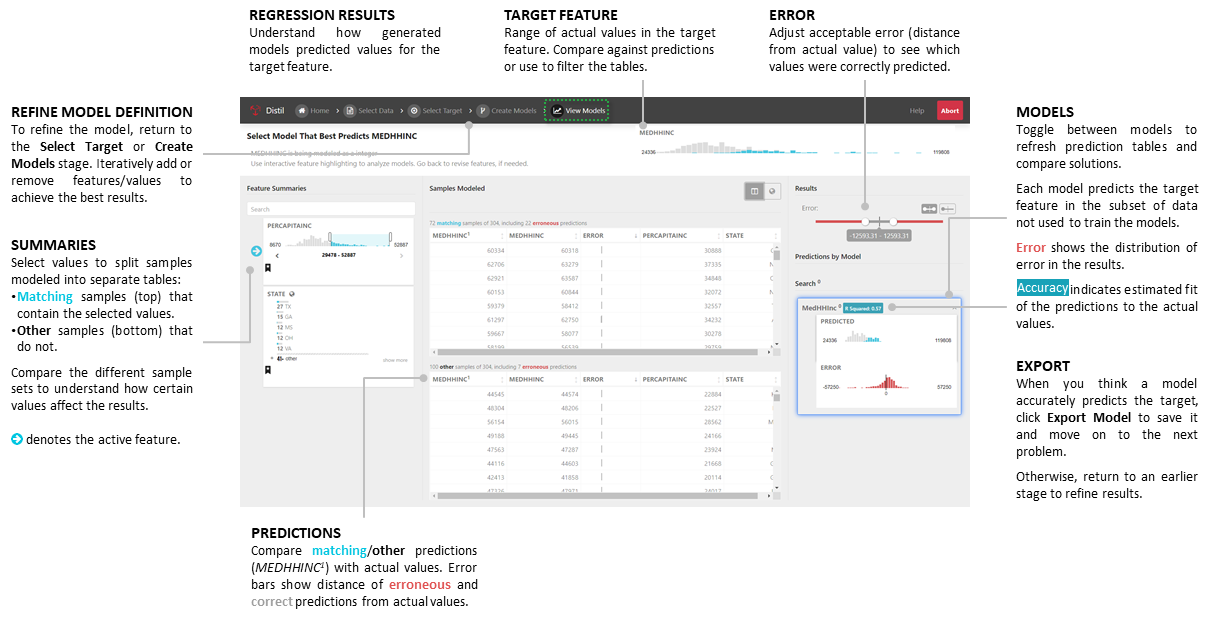 REGRESSION RESULTS
Understand how generated
models predicted values for the
target feature.
TARGET FEATURE
Range of actual values in the target
feature. Compare against predictions
or use to filter the tables.
ERROR
Adjust acceptable error (distance
from actual value) to see which
values were correctly predicted.
REFINE MODEL DEFINITION
To refine the model, return to
the Select Target or Create
Models stage. Iteratively add or
remove features/values to
achieve the best results.
SUMMARIES
Select values to split samples
modeled into separate tables:
•Matching samples (top) that
contain the selected values.
•Other samples (bottom) that
do not.
Compare the different sample
sets to understand how certain
values affect the results.
denotes the active feature.
Distil Home > Select Data > Select Target > Create Models View Models Help Abort
Select Model That Best Predicts MEDHHINC
MEDHHINC is being modeled as a integer
Use interactive feature highlighting to analyze models. Go back to revise features, if needed.
MEDHHINC
24336 119808
Feature Summaries
Search
PERCAPITAINC
8670 52887
29478 - 52887
STATE
27 TX
15 GA
12 MS
12 OH
12 VA
other
show more
Samples Modeled
72 matching samples of 304, including 22 erroneous predictions
MEDHHINC¹ MEDHHINC ERROR PERCAPITAINC STATE
60334 60318 30888
62706 63279 37335
62921 63587 34848
60153 60844 32072
59379 58412 32557
61297 62750 34232
59667 58077 30278
58186 56539 29759
100 other samples of 304, including 7 erroneous predictions
MEDHHINC¹ MEDHHINC ERROR PERCAPITAINC STATE
44545 44574 22884
48304 48206 22527
56154 56015 28562
49188 49445 24166
47563 47287 23924
44116 44603 21668
42413 41858 20114
47326 47971
Results
Error:
-12593.31 - 12593.31
Predictions by Model
Search
MedHHInc R Squared: 0.57
PREDICTED
24336 119808
ERROR
-57250 57250
0
MODELS
Toggle between models to
refresh prediction tables and
compare solutions.
Each model predicts the target
feature in the subset of data
not used to train the models.
Error shows the distribution of
error in the results.
Accuracy indicates estimated fit
of the predictions to the actual
values.
EXPORT
When you think a model
accurately predicts the target,
click Export Model to save it
and move on to the next
problem.
Otherwise, return to an earlier
stage to refine results.
PREDICTIONS
Compare matching/other predictions
(MEDHHINC¹) with actual values. Error
bars show distance of erroneous and
correct predictions from actual values.